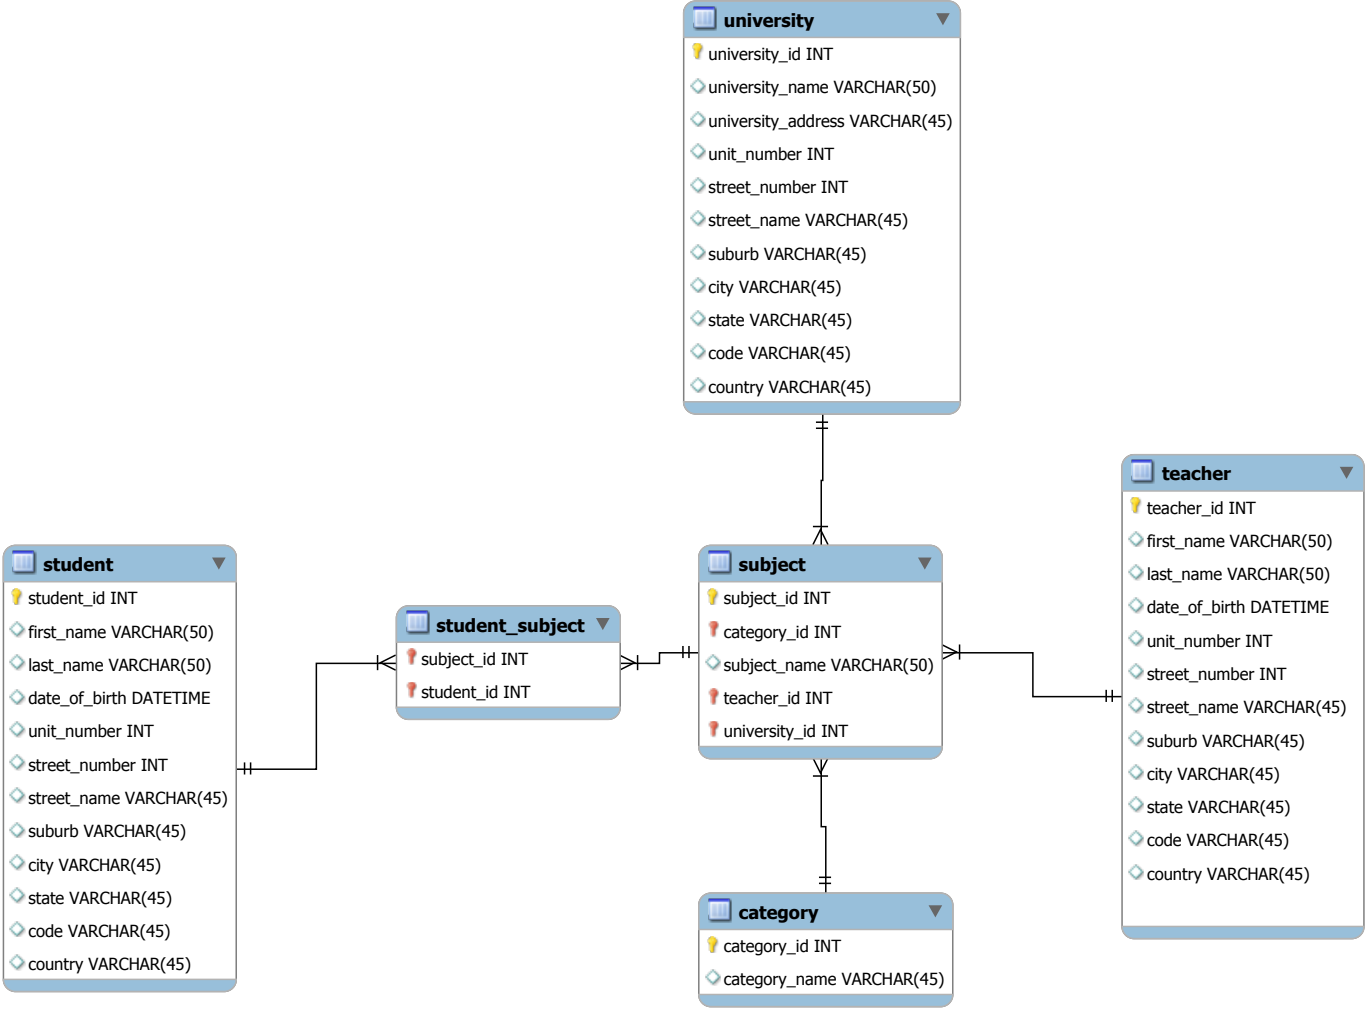 university
university_id INT
university_name VARCHAR(50)
university_address VARCHAR(45)
unit_number INT
street_number INT
street_name VARCHAR(45)
suburb VARCHAR(45)
city VARCHAR(45)
state VARCHAR(45)
code VARCHAR(45)
country VARCHAR(45)
student
student_id INT
first_name VARCHAR(50)
last_name VARCHAR(50)
date_of_birth DATETIME
unit_number INT
street_number INT
street_name VARCHAR(45)
suburb VARCHAR(45)
city VARCHAR(45)
state VARCHAR(45)
code VARCHAR(45)
country VARCHAR(45)
student_subject
subject_id INT
student_id INT
subject
subject_id INT
category_id INT
subject_name VARCHAR(50)
teacher_id INT
university_id INT
category
category_id INT
category_name VARCHAR(45)
teacher
teacher_id INT
first_name VARCHAR(50)
last_name VARCHAR(50)
date_of_birth DATETIME
unit_number INT
street_number INT
street_name VARCHAR(45)
suburb VARCHAR(45)
city VARCHAR(45)
state VARCHAR(45)
code VARCHAR(45)
country VARCHAR(45)